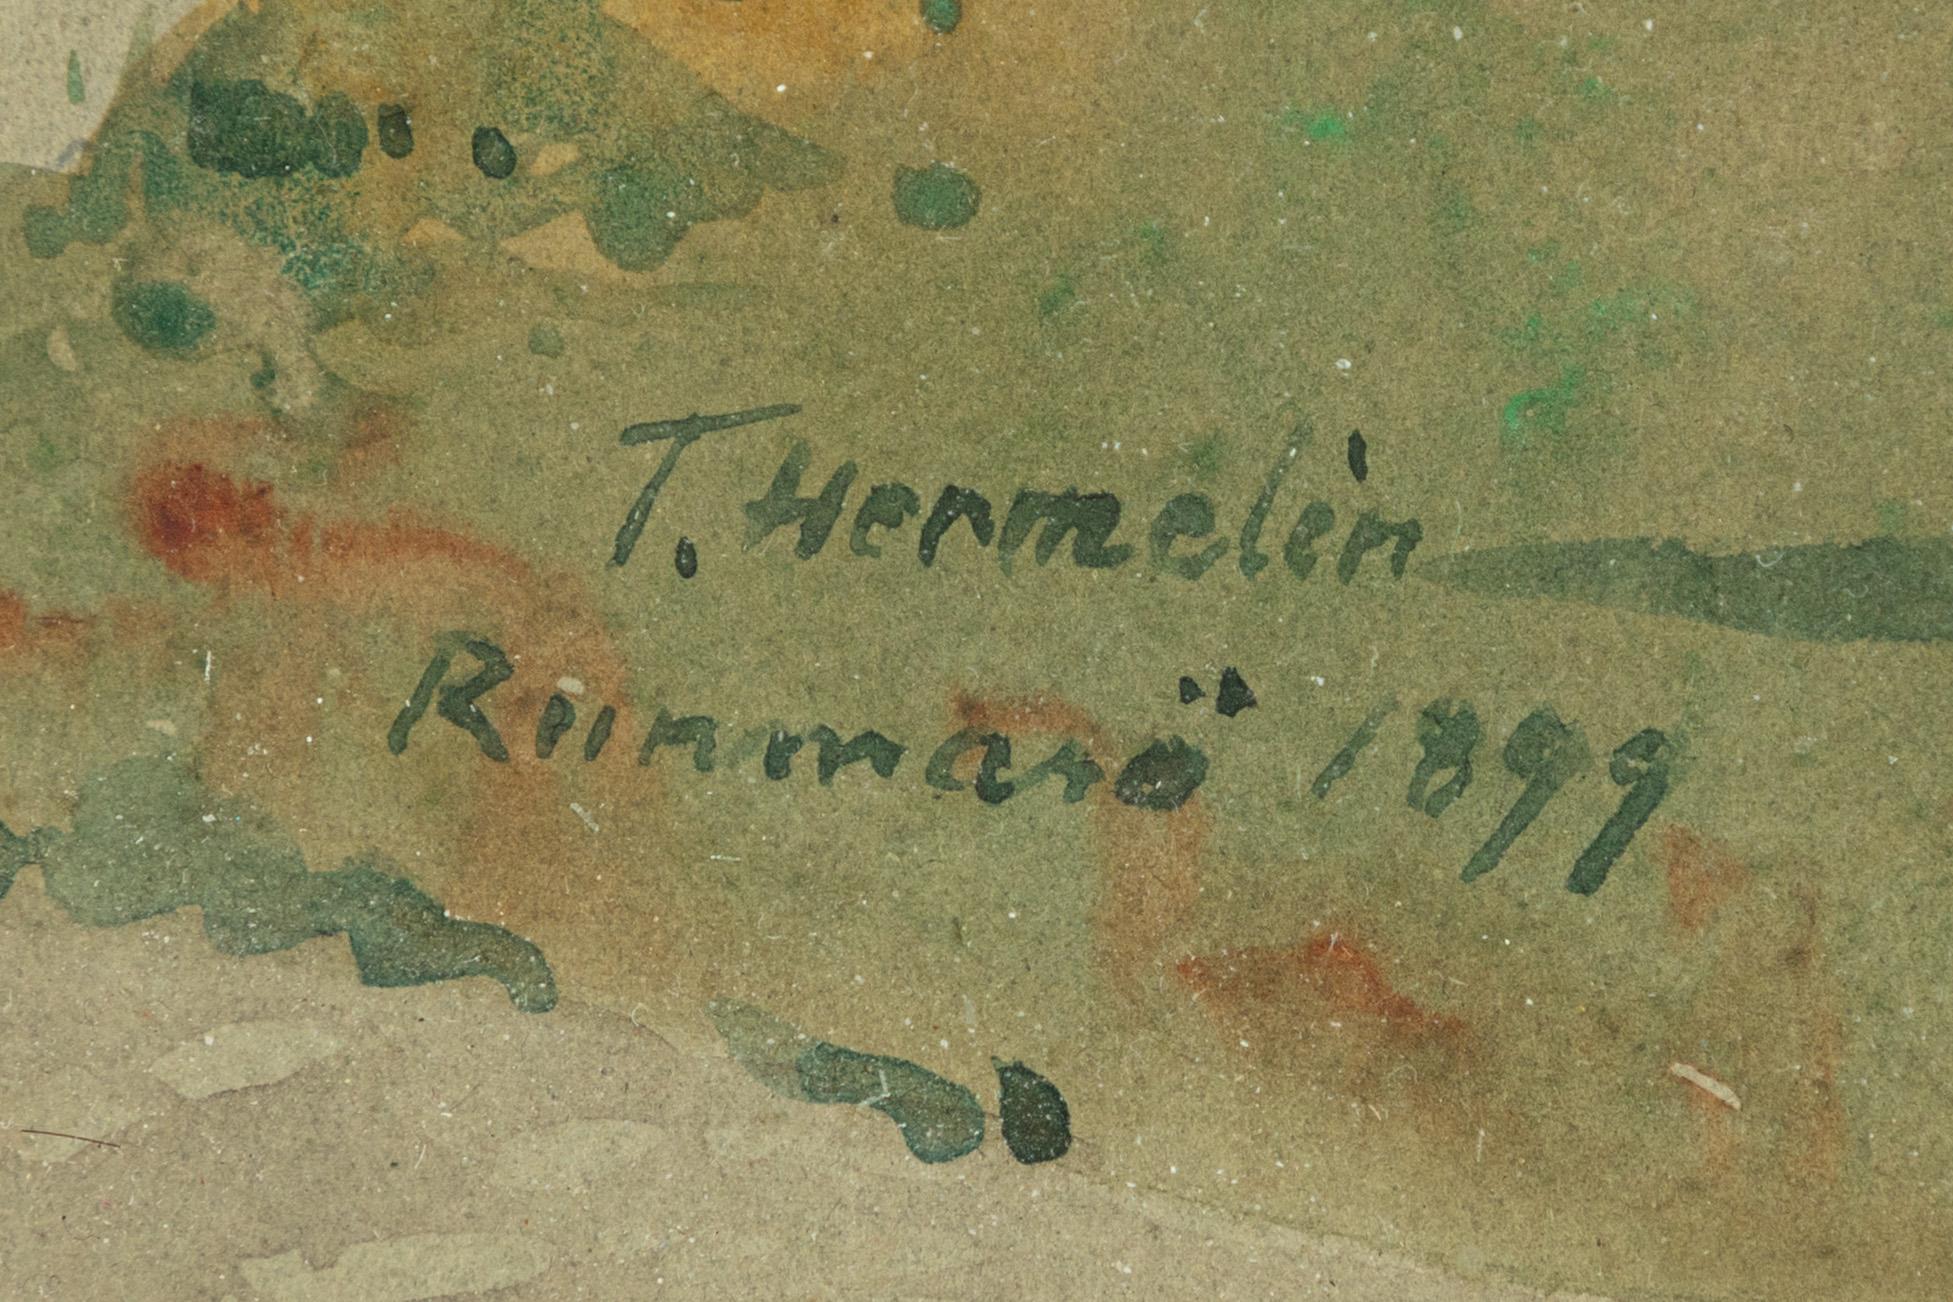 T. Hermelin
Runmarö 1899